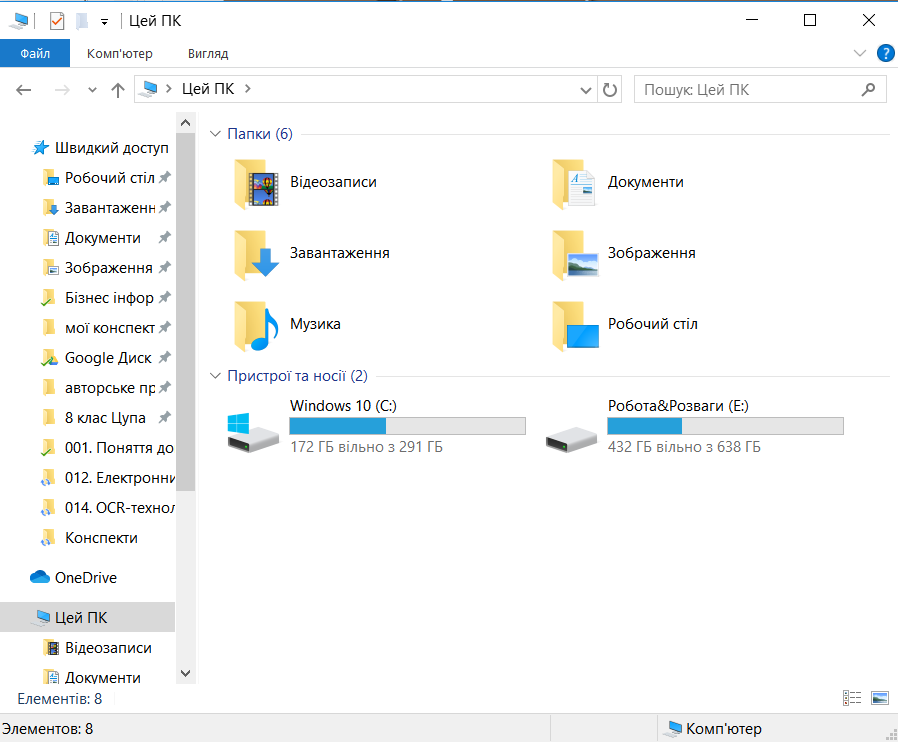 Цей ПК
Файл Комп'ютер Вигляд
Цей ПК
Пошук: Цей ПК
Швидкий доступ
Робочий стіл
Завантаженн
Документи
Зображення
Бізнес інфор
мої конспект
Google Диск
авторське пр
8 клас Цупа
001. Поняття до
012. Електронни
014. OCR-технол
Конспекти
OneDrive
Цей ПК
Відеозаписи
Документи
Папки (6)
Відеозаписи
Документи
Завантаження
Зображення
Музика
Робочий стіл
Пристрої та носії (2)
Windows 10 (C:)
172 ГБ вільно з 291 ГБ
Робота&Розваги (E:)
432 ГБ вільно з 638 ГБ
Елементів: 8
Элементов: 8
Комп'ютер